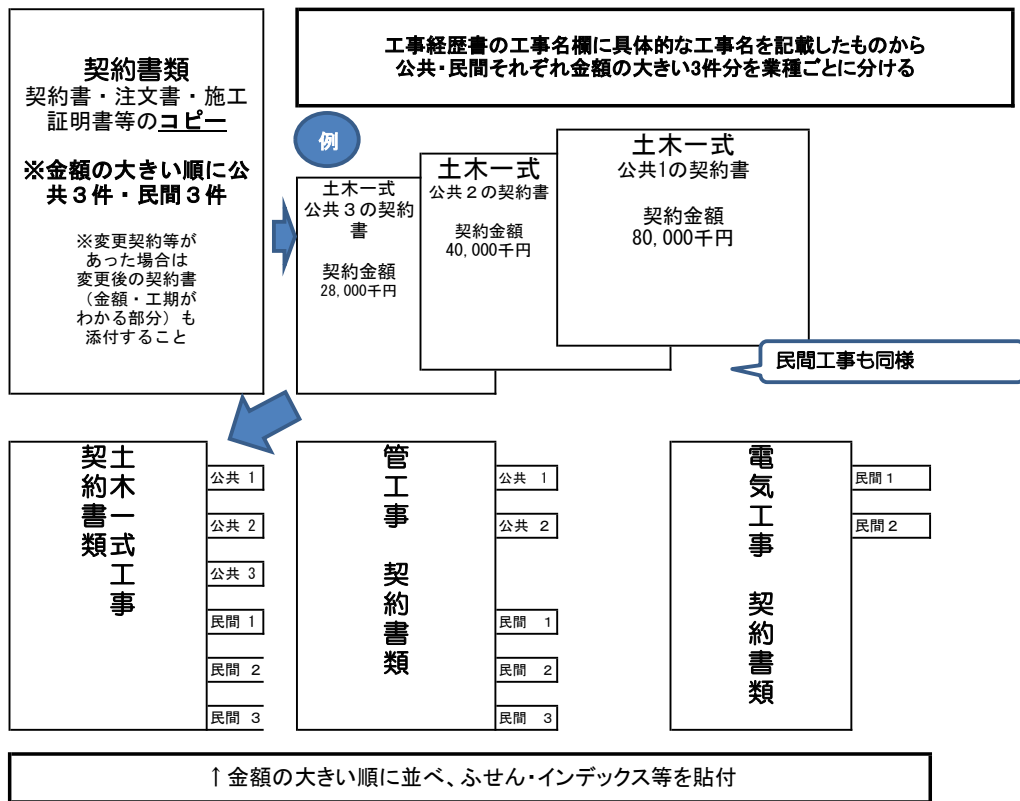 契約書類
契約書・注文書・施工
証明書等のコピー
※金額の大きい順に公
共３件・民間３件
※変更契約等が
あった場合は
変更後の契約書
（金額・工期が
わかる部分）も
添付すること
工事経歴書の工事名欄に具体的な工事名を記載したものから
公共・民間それぞれ金額の大きい3件分を業種ごとに分ける
例
土木一式
公共３の契約
書
契約金額
28,000千円
土木一式
公共２の契約書
契約金額
40,000千円
土木一式
公共1の契約書
契約金額
80,000千円
民間工事も同様
土木一式工事
契約書類
公共 1
公共 2
公共 3
民間 1
民間 2
民間 3
管工事 契約書類
公共 1
公共 2
民間 1
民間 2
民間 3
電気工事 契約書類
民間１
民間２
↑金額の大きい順に並べ、ふせん・インデックス等を貼付